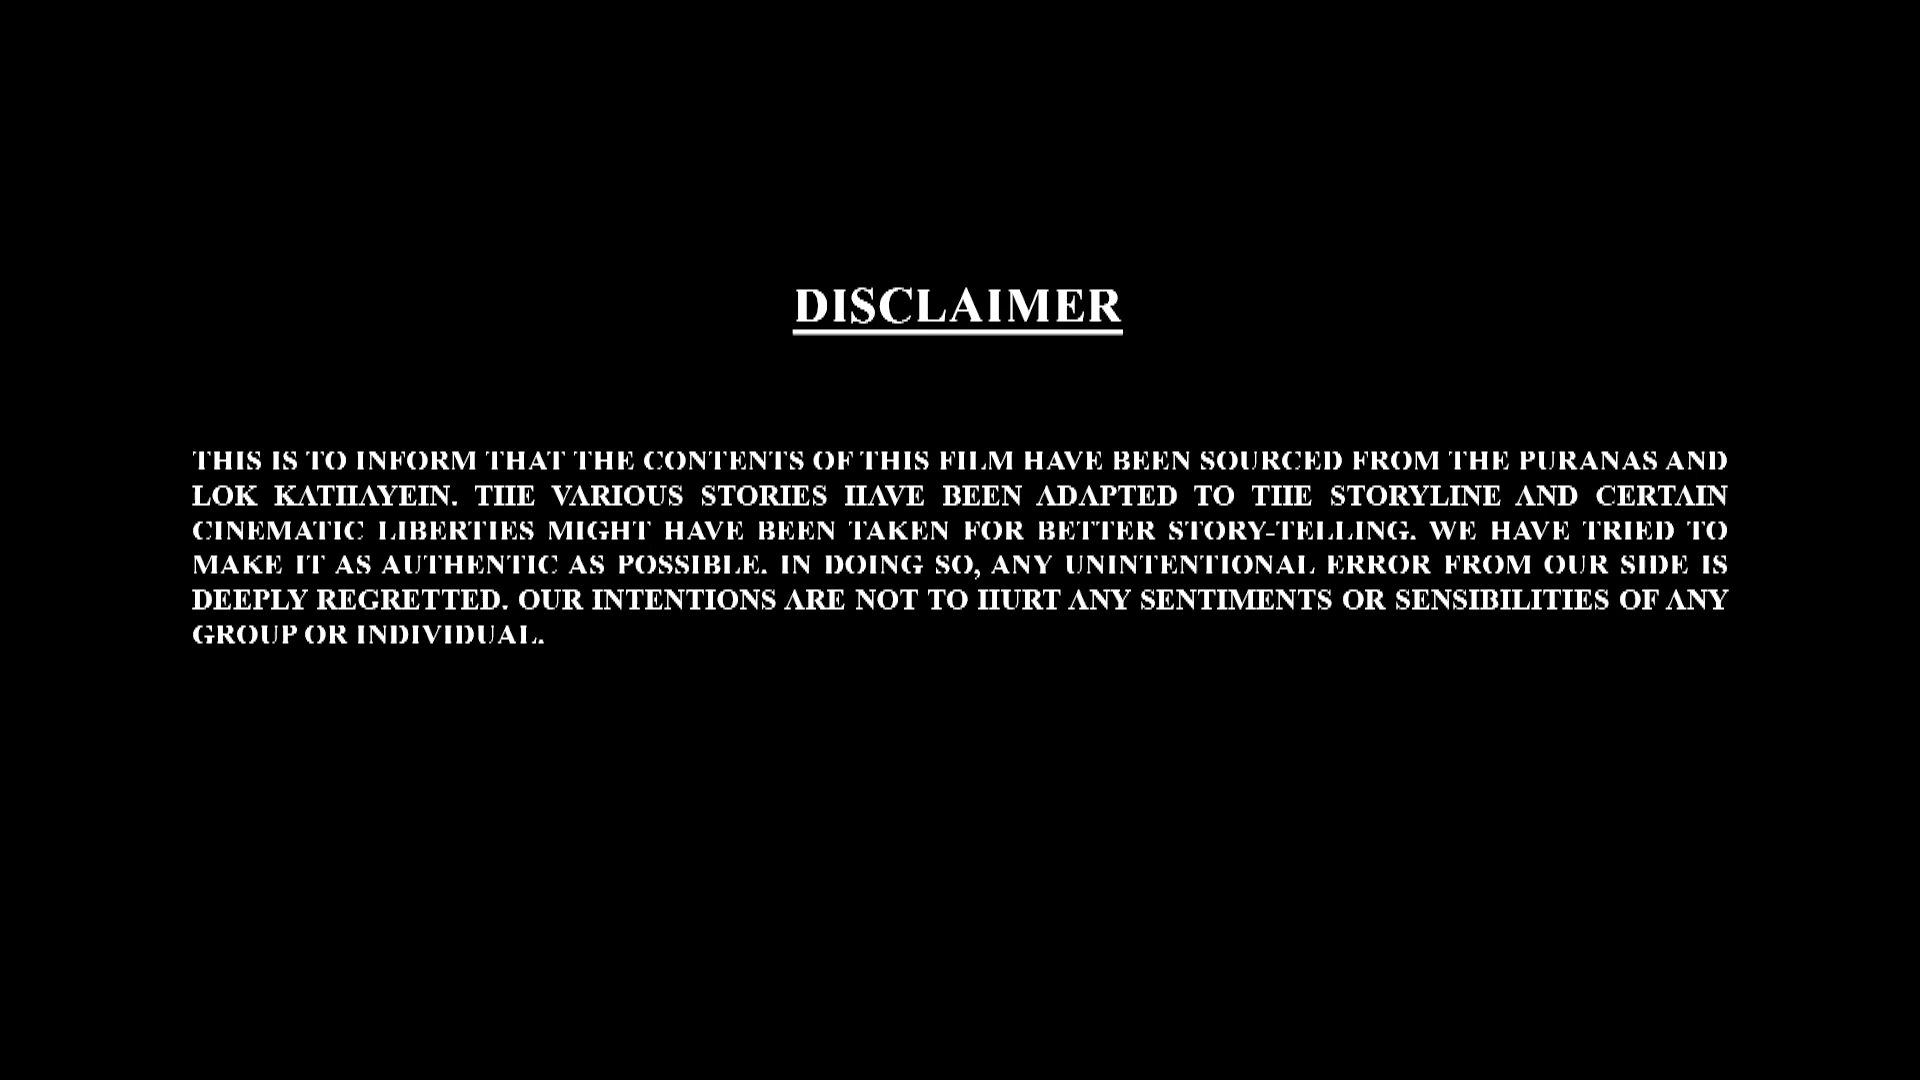 DISCLAIMER
THIS IS TO INFORM THAT THE CONTENTS OF THIS FILM HAVE BEEN SOURCED FROM THE PURANAS AND
LOK KATHAYEIN. THE VARIOUS STORIES HAVE BEEN ADAPTED TO THE STORYLINE AND CERTAIN
CINEMATIC LIBERTIES MIGHT HAVE BEEN TAKEN FOR BETTER STORY-TELLING. WE HAVE TRIED TO
MAKE IT AS AUTHENTIC AS POSSIBLE. IN DOING SO, ANY UNINTENTIONAL ERROR FROM OUR SIDE IS
DEEPLY REGRETTED. OUR INTENTIONS ARE NOT TO HURT ANY SENTIMENTS OR SENSIBILITIES OF ANY
GROUP OR INDIVIDUAL.